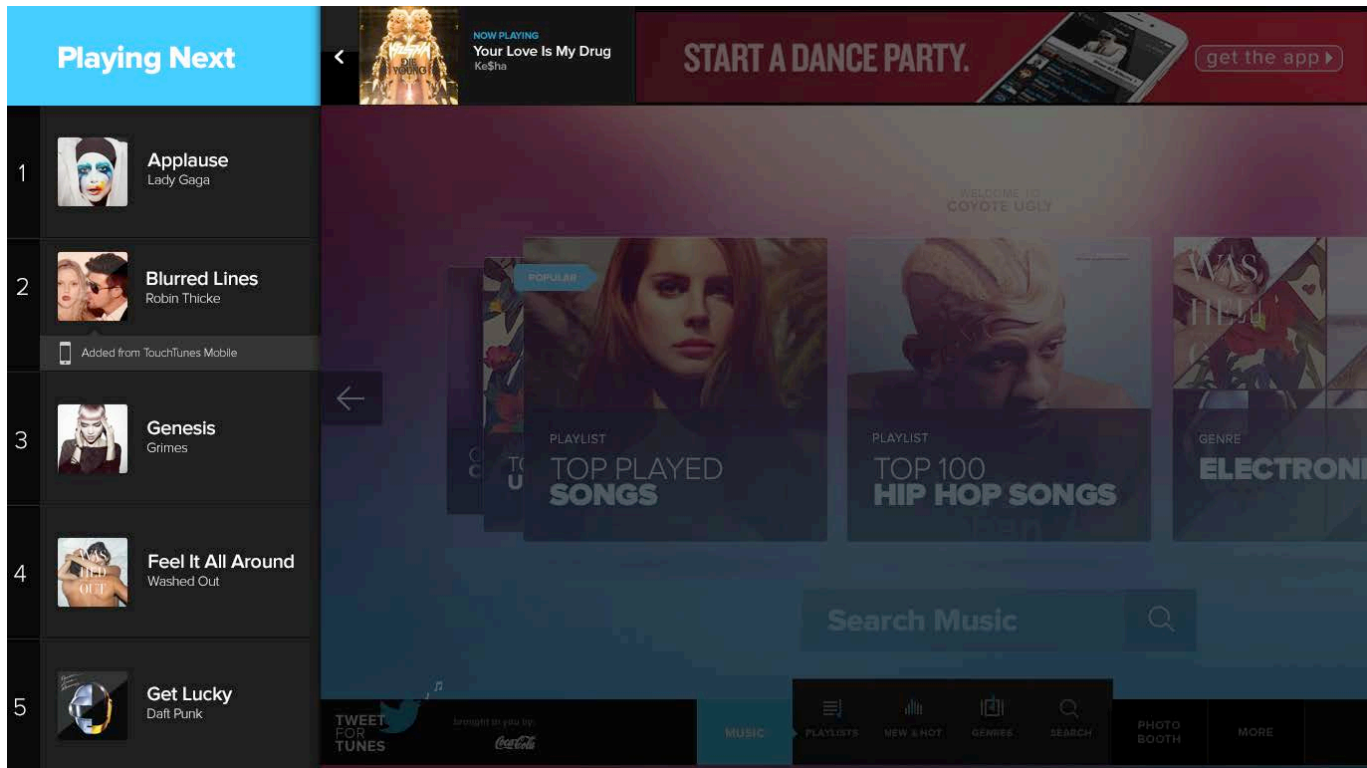 Playing Next
1
Applause
Lady Gaga
2
Blurred Lines
Robin Thicke
Added from TouchTunes Mobile
3
Genesis
Grimes
4
Feel It All Around
Washed Out
5
Get Lucky
Daft Punk
KE$HA
DIE
YOUNG
NOW PLAYING
Your Love Is My Drug
Ke$ha
START A DANCE PARTY.
get the app
WELCOME TO
COYOTE UGLY
POPULAR
PLAYLIST
TOP PLAYED
SONGS
PLAYLIST
TOP 100
HIP HOP SONGS
GENRE
ELECTRONI
Search Music
TWEET
FOR
TUNES
brought to you by:
Coca-Cola
MUSIC
PLAYLISTS
NEW & HOT
GENRES
SEARCH
PHOTO
BOOTH
MORE